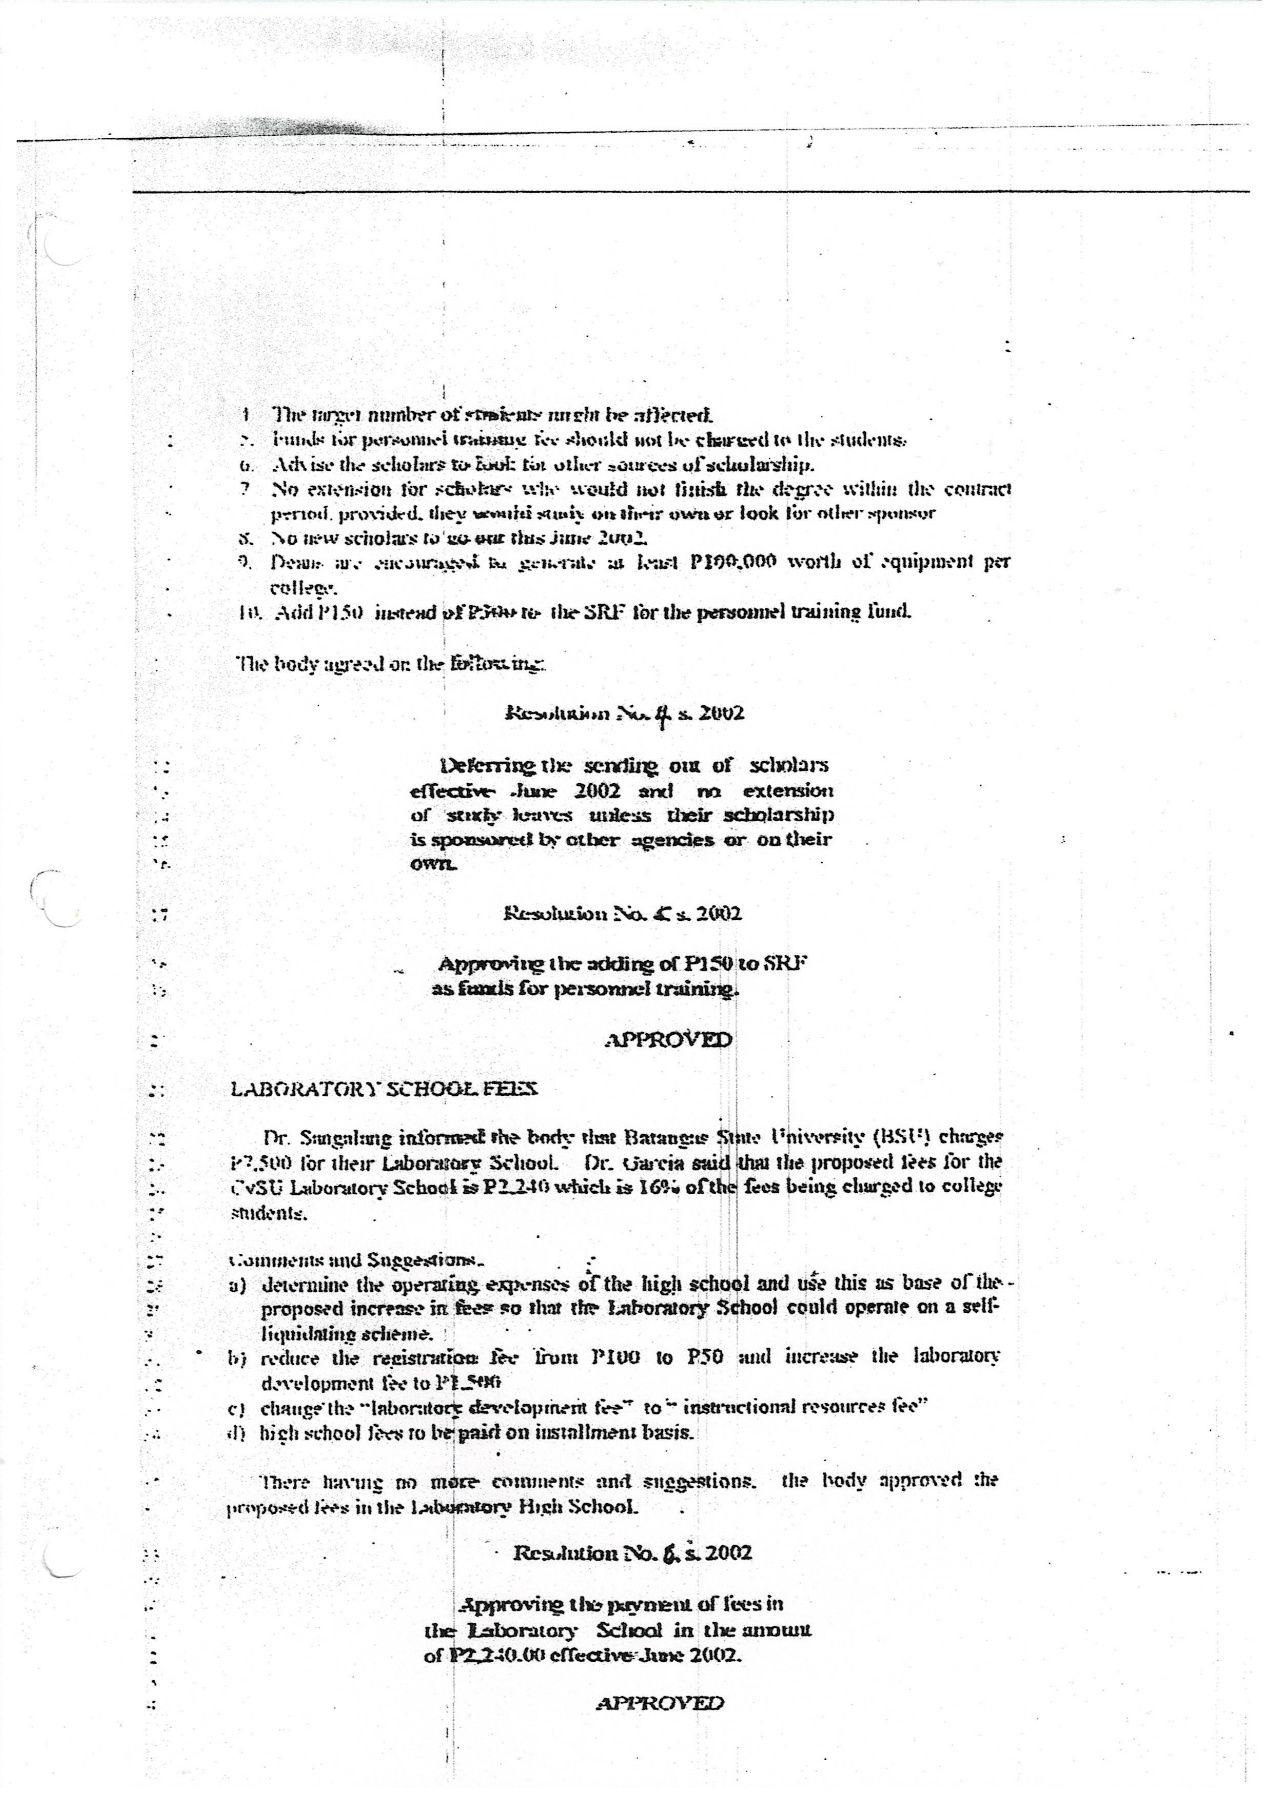 The target number of students might be affected.
Funds for personnel training fee should not be charged to the students.
6. Advise the scholars to look for other sources of scholarship.
7 No extension for scholars who would not finish the degree within the contract
period, provided, they would study on their own or look for other sponsor
8. No new scholars to go out this June 2002.
9. Deans are encouraged to generate at least P100,000 worth of equipment per
college.
10. Add P150 instead of P300 to the SRF for the personnel training fund.
The body agreed on the following:
Resolution No. 4 s. 2002
Deferring the sending out of scholars
effective June 2002 and no extension
of study leaves unless their scholarship
is sponsored by other agencies or on their
own.
17
Resolution No. s. 2002
Approving the adding of P150 to SRF
as funds for personnel training.
APPROVED
LABORATORY SCHOOL FEES
Dr. Sangalang informed the body that Batangas State University (BSU) charges
for their Laboratory School. Dr. Garcia said that the proposed fees for the
CvSU Laboratory School is P2,240 which is 16% of the fees being charged to college
students.
Comments and Suggestions.
a) determine the operating expenses of the high school and use this as base of the
proposed increase in fees so that the Laboratory School could operate on a self-
liquidating scheme.
b) reduce the registration fee from P100 to P50 and increase the laboratory
development fee to
c) change the "laboratory development fee" to " instructional resources fee"
d) high school fees to be paid on installment basis.
There having no more comments and suggestions, the body approved the
proposed fees in the Laboratory High School.
Resolution No. 6 s. 2002
Approving the payment of fees in
the Laboratory School in the amount
of P2,240.00 effective June 2002.
APPROVED